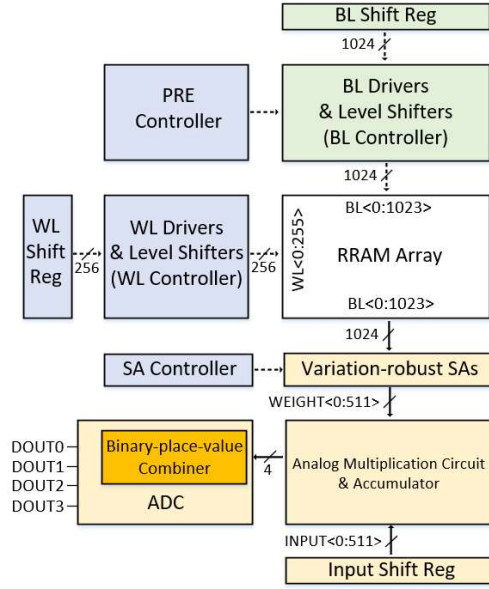 BL Shift Reg
1024
PRE
Controller
BL Drivers
& Level Shifters
(BL Controller)
1024
WL
Shift
Reg
256
WL Drivers
& Level Shifters
(WL Controller)
256
WL<0:255>
BL<0:1023>
RRAM Array
BL<0:1023>
1024
SA Controller
Variation-robust SAs
WEIGHT<0:511>
DOUT0
DOUT1
DOUT2
DOUT3
Binary-place-value
Combiner
ADC
4
Analog Multiplication Circuit
& Accumulator
INPUT<0:511>
Input Shift Reg